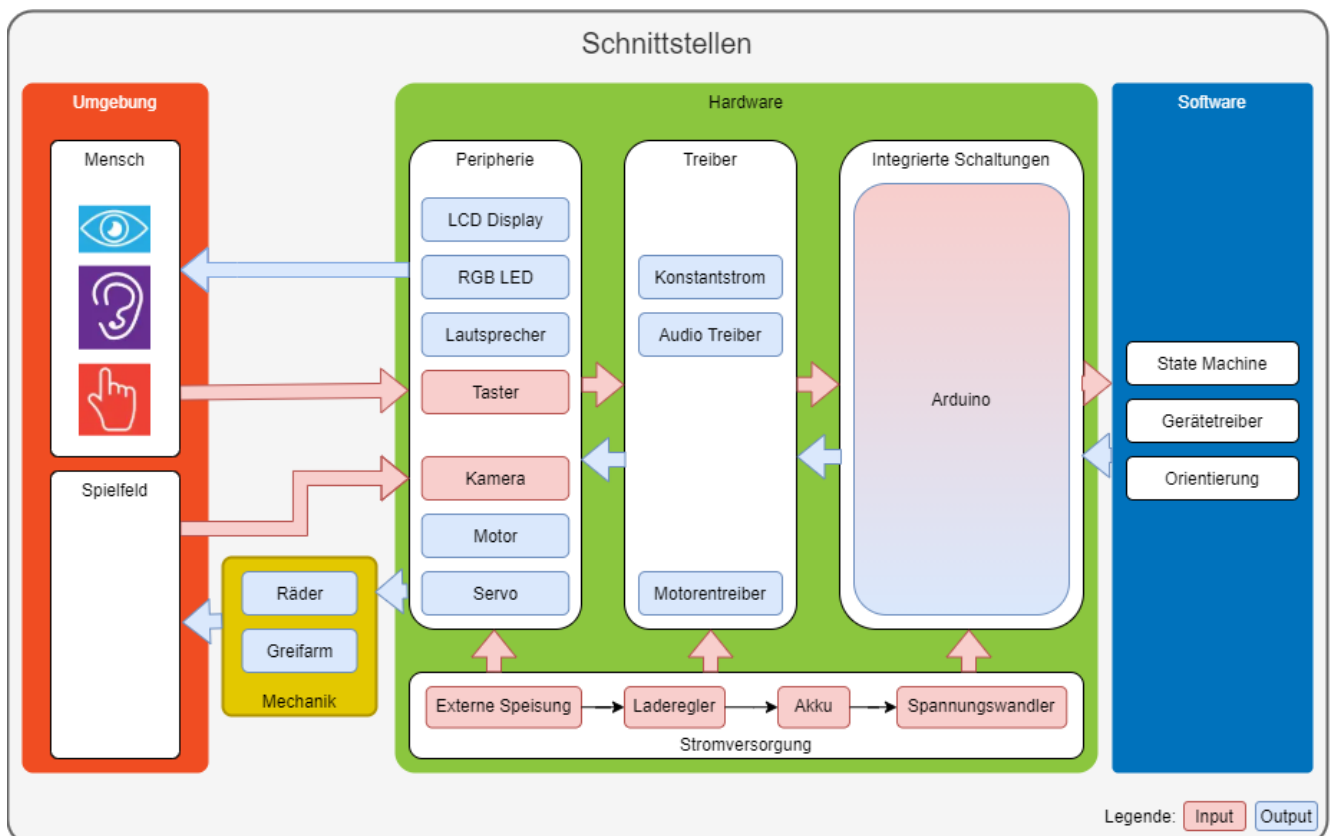 Schnittstellen
Umgebung
Mensch
Spielfeld
Räder
Greifarm
Mechanik
Hardware
Peripherie
LCD Display
RGB LED
Lautsprecher
Taster
Kamera
Motor
Servo
Treiber
Konstantstrom
Audio Treiber
Motorentreiber
Integrierte Schaltungen
Arduino
Externe Speisung
Laderegler
Akku
Spannungswandler
Stromversorgung
Software
State Machine
Gerätetreiber
Orientierung
Legende: Input Output